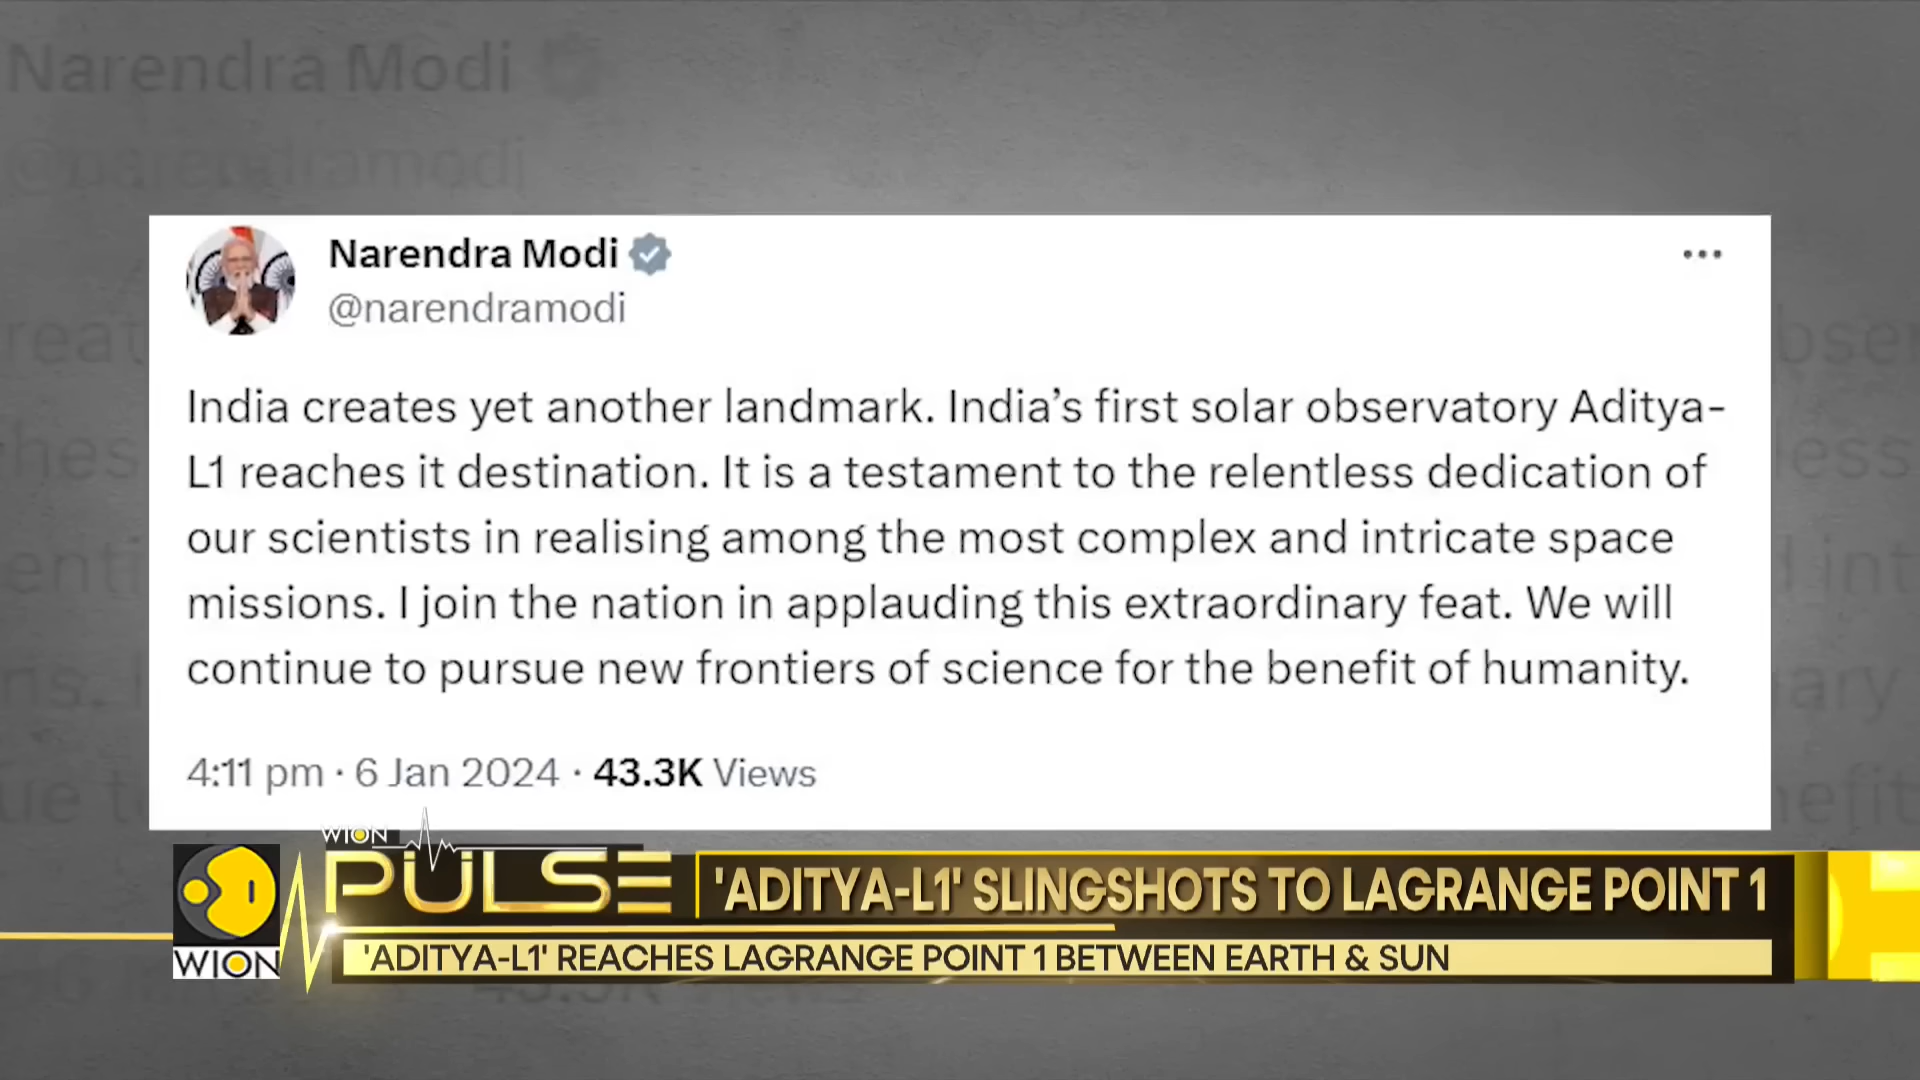 Narendra Modi
@narendramodi
Narendra Modi
@narendramodi
India creates yet another landmark. India’s first solar observatory Aditya-
L1 reaches it destination. It is a testament to the relentless dedication of
our scientists in realising among the most complex and intricate space
missions. I join the nation in applauding this extraordinary feat. We will
continue to pursue new frontiers of science for the benefit of humanity.
4:11 pm · 6 Jan 2024 · 43.3K Views
WION
PULSE
'ADITYA-L1' SLINGSHOTS TO LAGRANGE POINT 1
WION
'ADITYA-L1' REACHES LAGRANGE POINT 1 BETWEEN EARTH & SUN